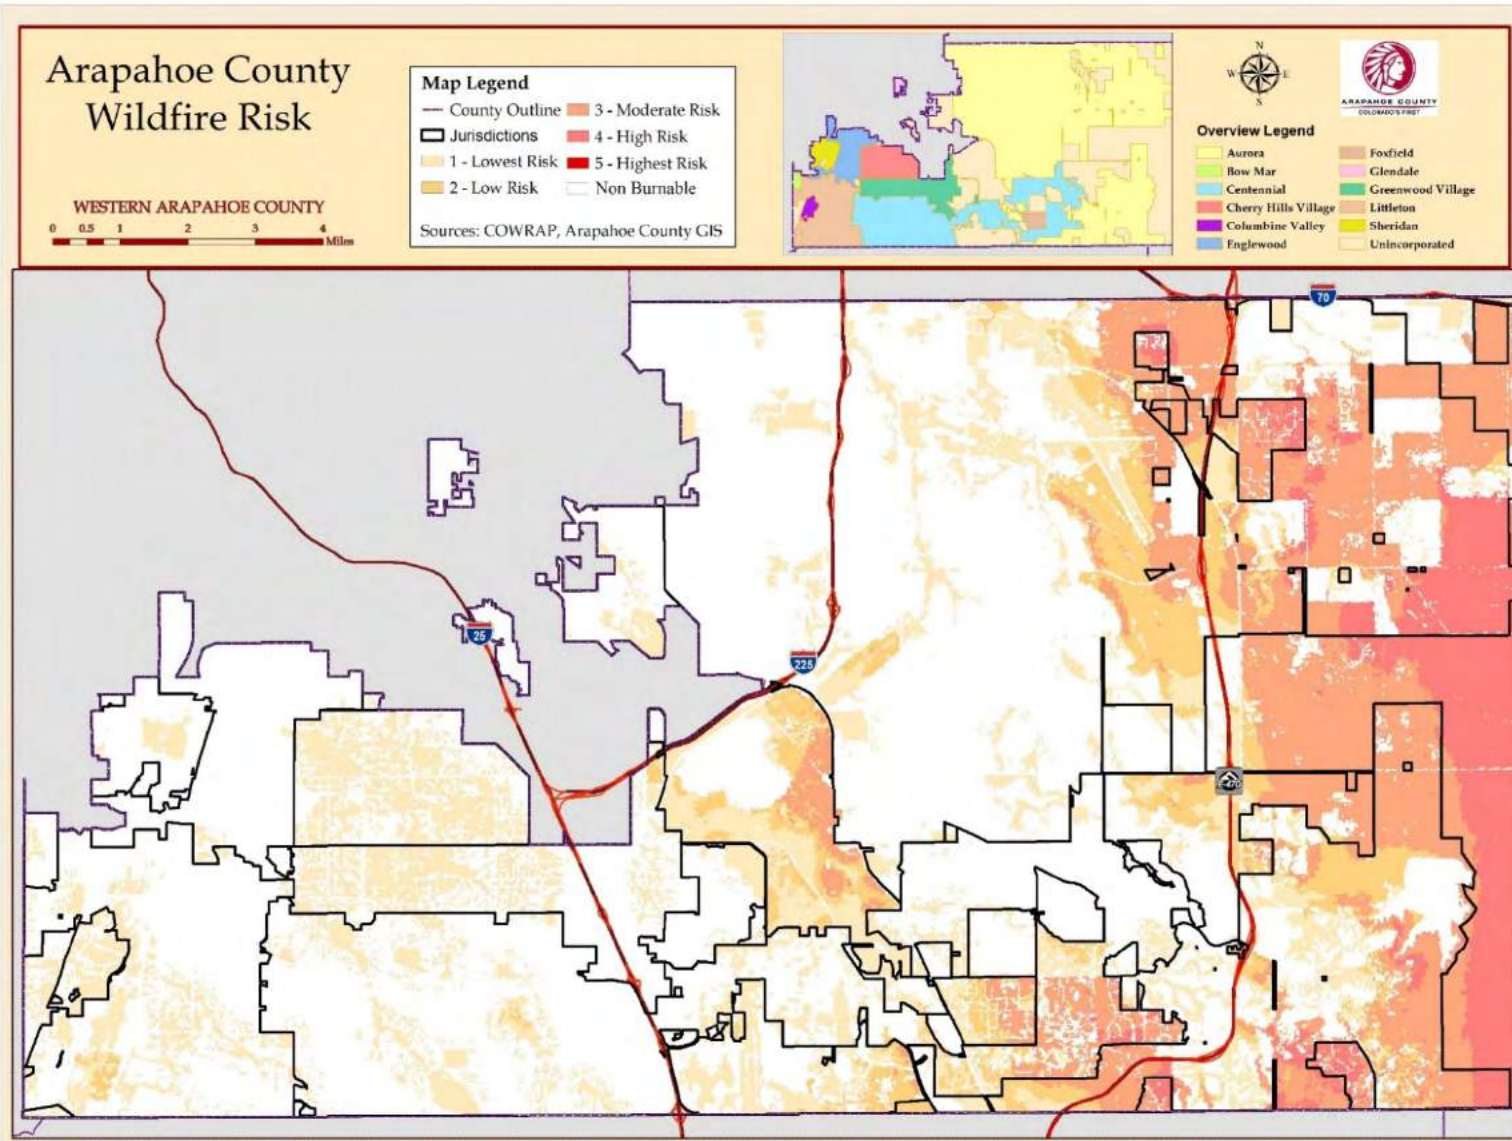 Arapahoe County
Wildfire Risk
WESTERN ARAPAHOE COUNTY
0 0.5 1 2 3 4
Miles
Map Legend
County Outline
Jurisdictions
1 - Lowest Risk
2 - Low Risk
3 - Moderate Risk
4 - High Risk
5 - Highest Risk
Non Burnable
Sources: COWRAP, Arapahoe County GIS
N
W E
S
ARAPAHOE COUNTY
COLORADO'S FIRST
Overview Legend
Aurora
Bow Mar
Centennial
Cherry Hills Village
Columbine Valley
Englewood
Foxfield
Glendale
Greenwood Village
Littleton
Sheridan
Unincorporated
70
25
225